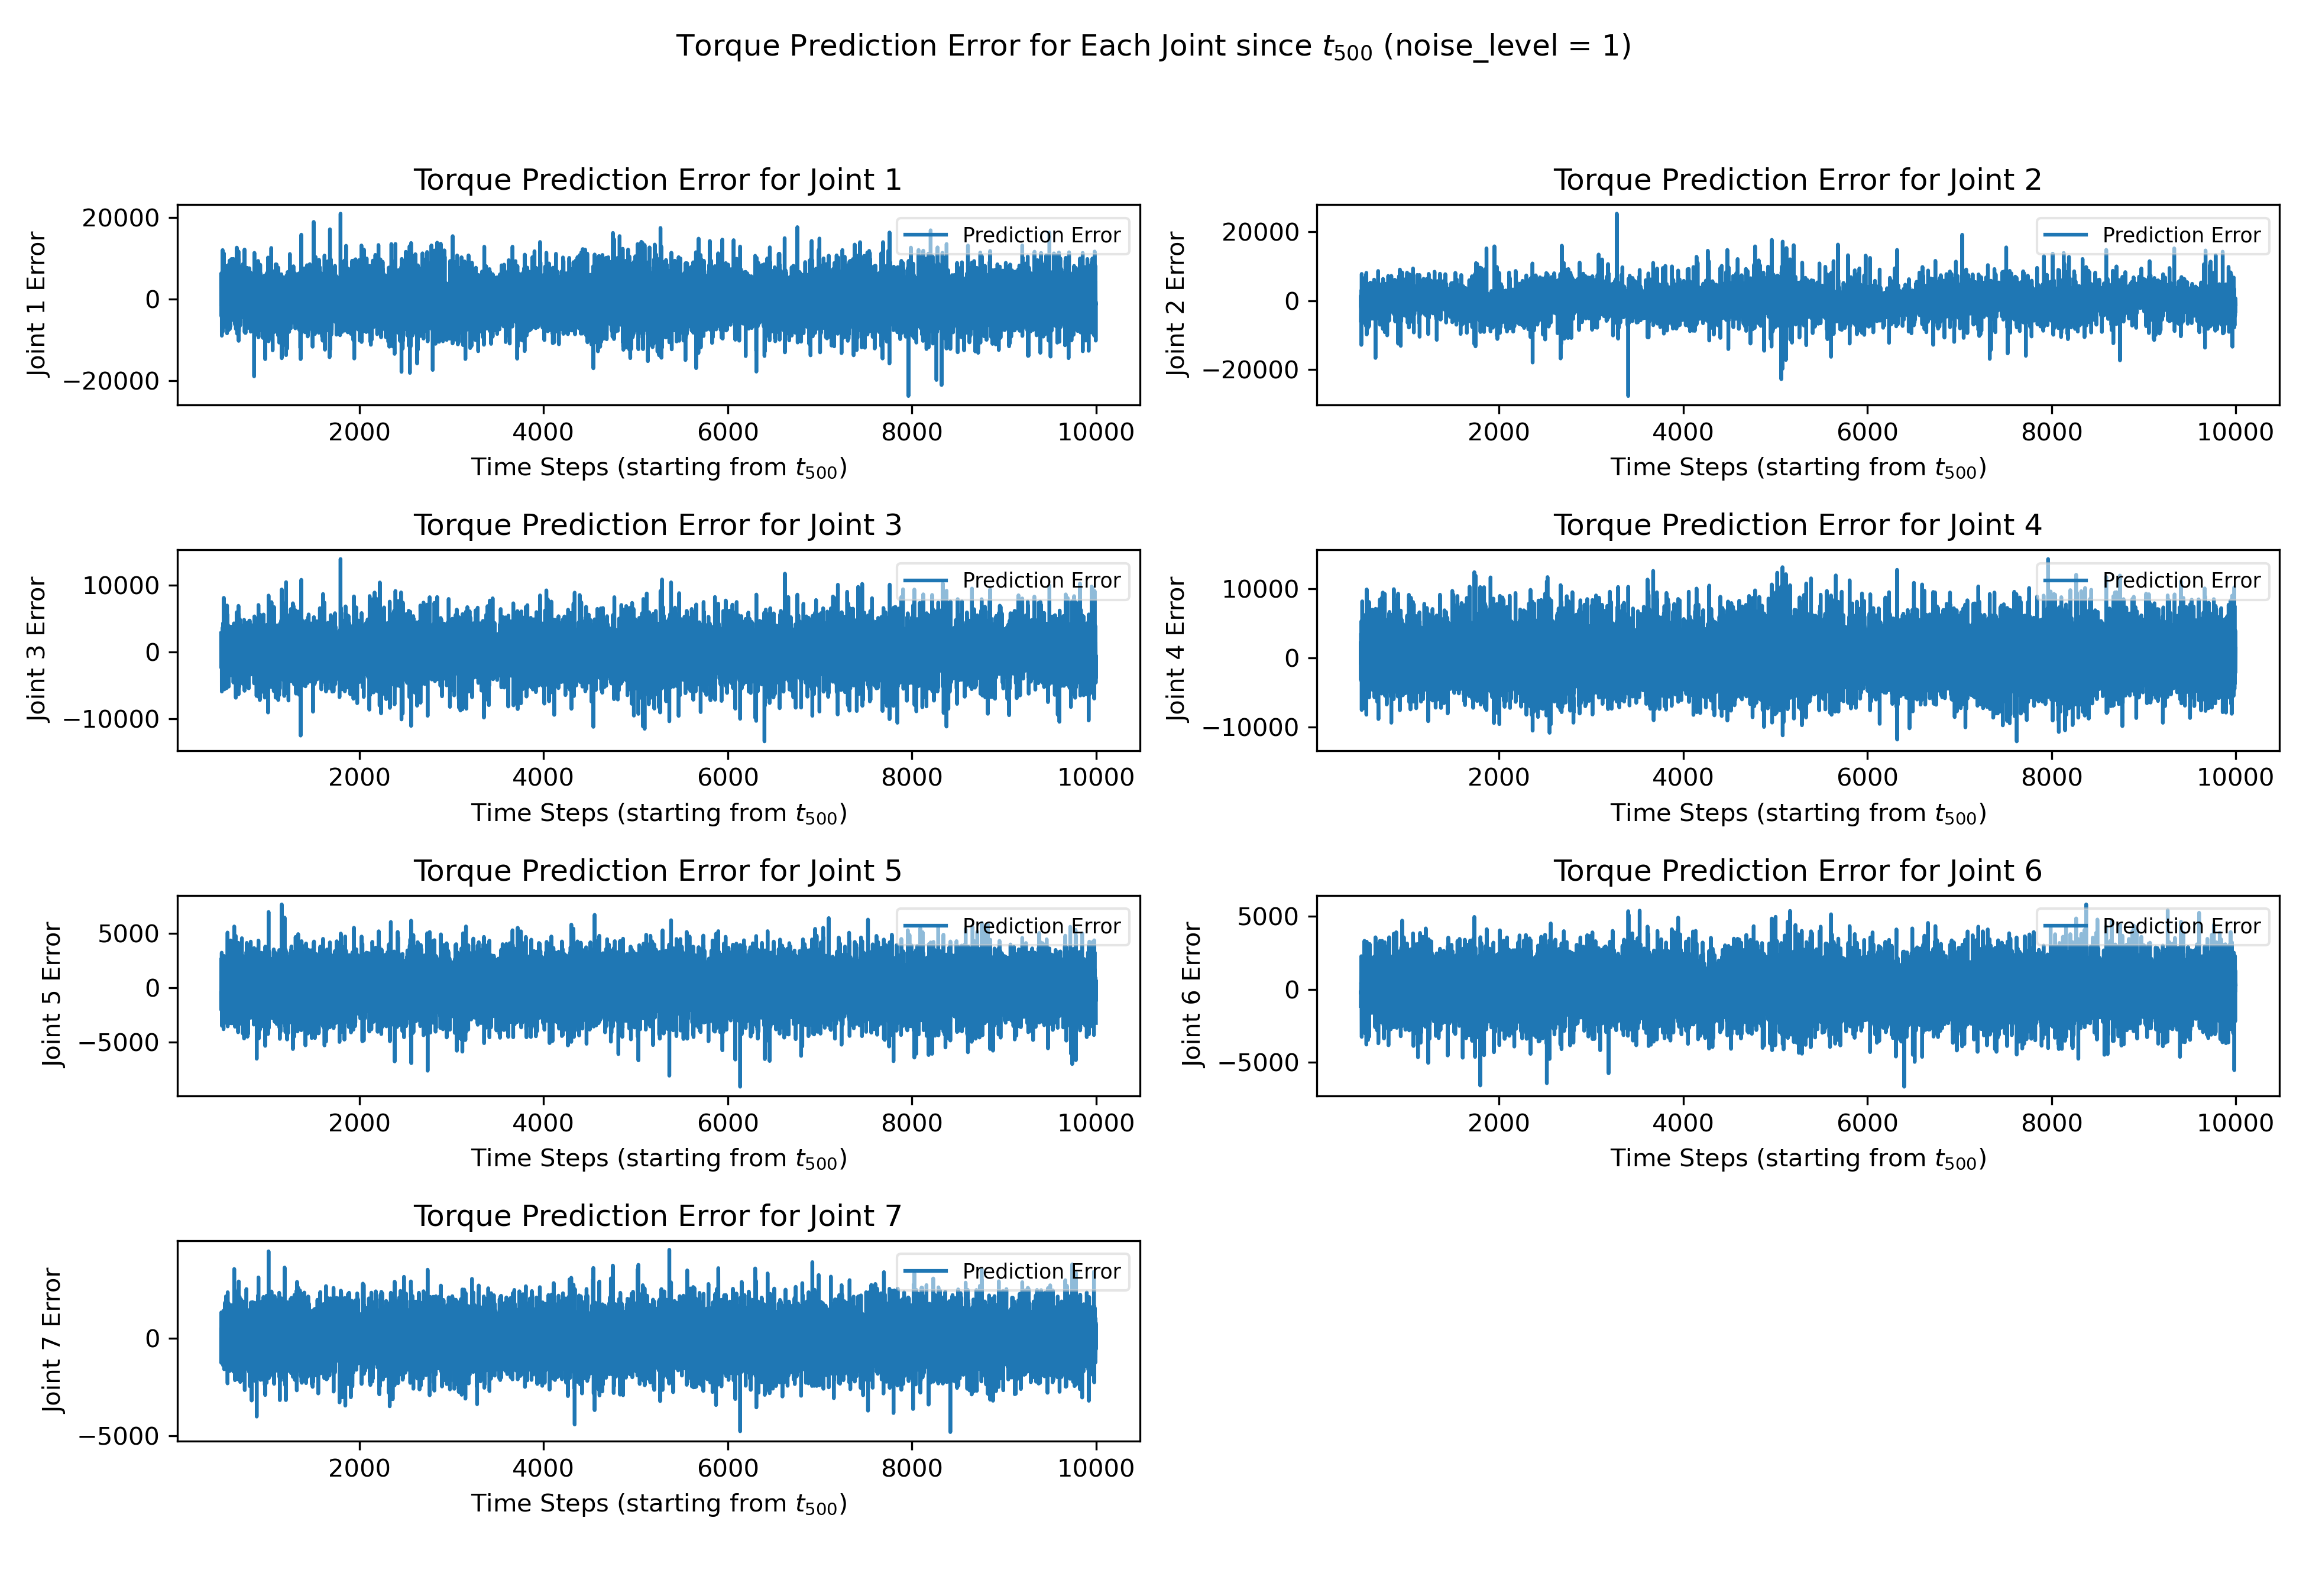 Torque Prediction Error for Each Joint since t500 (noise_level = 1)
Torque Prediction Error for Joint 1
Joint 1 Error
20000
0
−20000
Prediction Error
2000 4000 6000 8000 10000
Time Steps (starting from t500)
Torque Prediction Error for Joint 2
Joint 2 Error
20000
0
−20000
Prediction Error
2000 4000 6000 8000 10000
Time Steps (starting from t500)
Torque Prediction Error for Joint 3
Joint 3 Error
10000
0
−10000
Prediction Error
2000 4000 6000 8000 10000
Time Steps (starting from t500)
Torque Prediction Error for Joint 4
Joint 4 Error
10000
0
−10000
Prediction Error
2000 4000 6000 8000 10000
Time Steps (starting from t500)
Torque Prediction Error for Joint 5
Joint 5 Error
5000
0
−5000
Prediction Error
2000 4000 6000 8000 10000
Time Steps (starting from t500)
Torque Prediction Error for Joint 6
Joint 6 Error
5000
0
−5000
Prediction Error
2000 4000 6000 8000 10000
Time Steps (starting from t500)
Torque Prediction Error for Joint 7
Joint 7 Error
0
−5000
Prediction Error
2000 4000 6000 8000 10000
Time Steps (starting from t500)